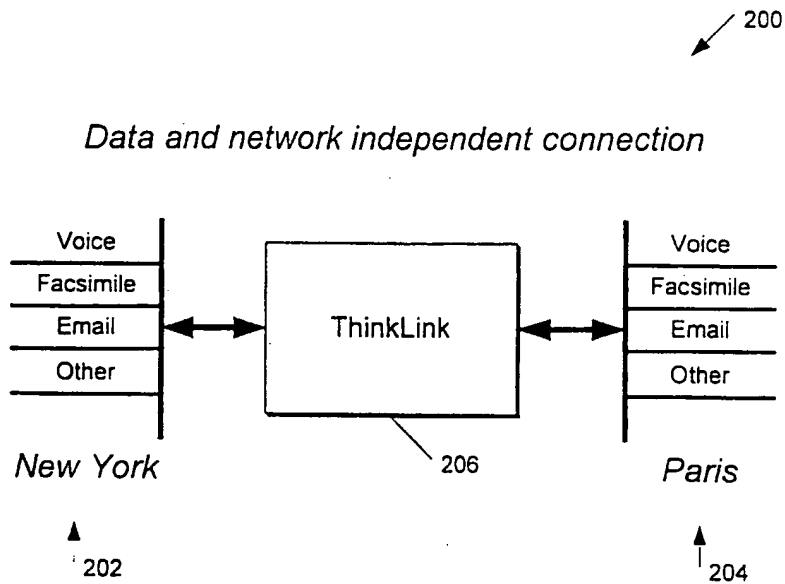 200
Data and network independent connection
Voice
Facsimile
Email
Other
ThinkLink
Voice
Facsimile
Email
Other
New York
206
Paris
202
204